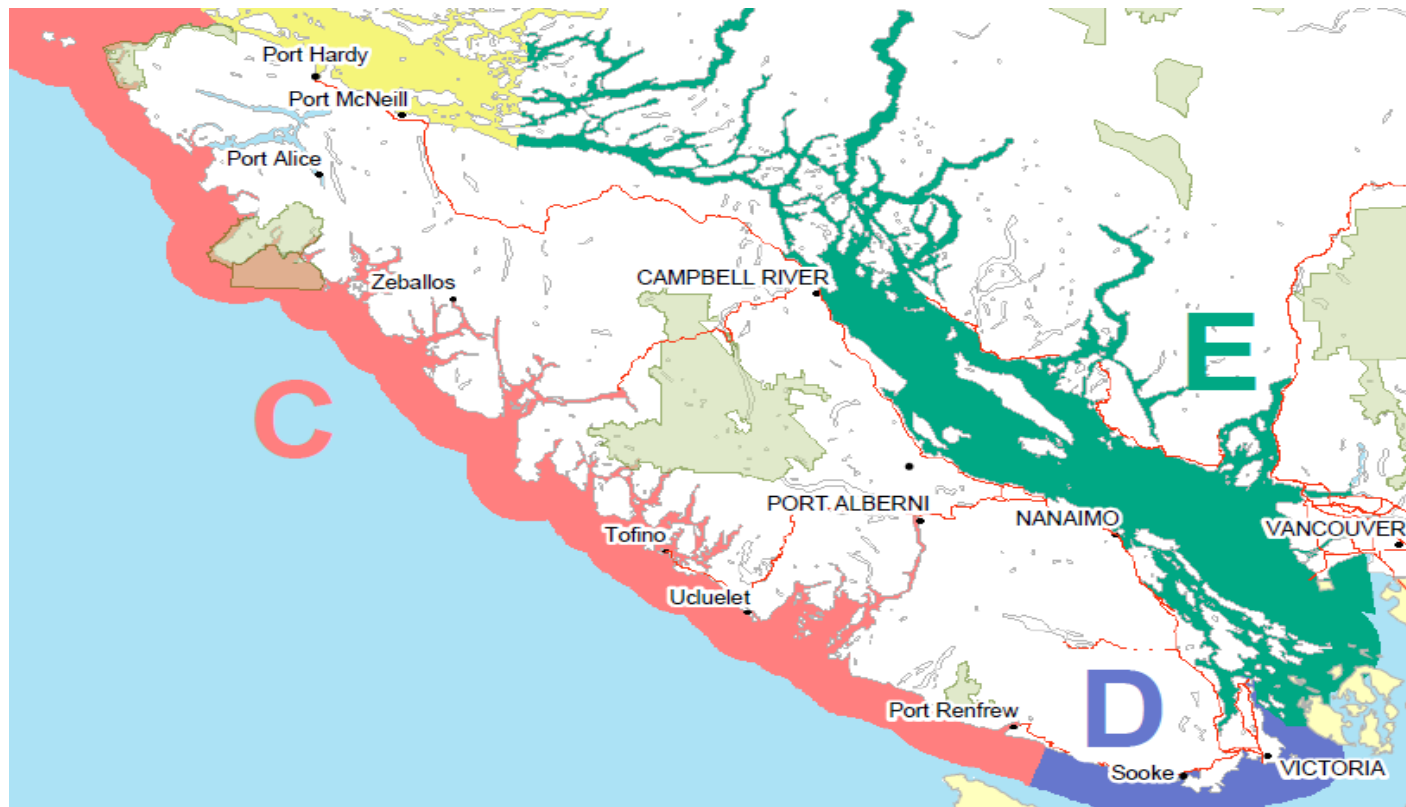 Port Hardy
Port McNeill
Port Alice
Zeballos
CAMPBELL RIVER
E
C
PORT ALBERNI
NANAIMO
VANCOUVER
Tofino
Ucluelet
D
Port Renfrew
Sooke
VICTORIA